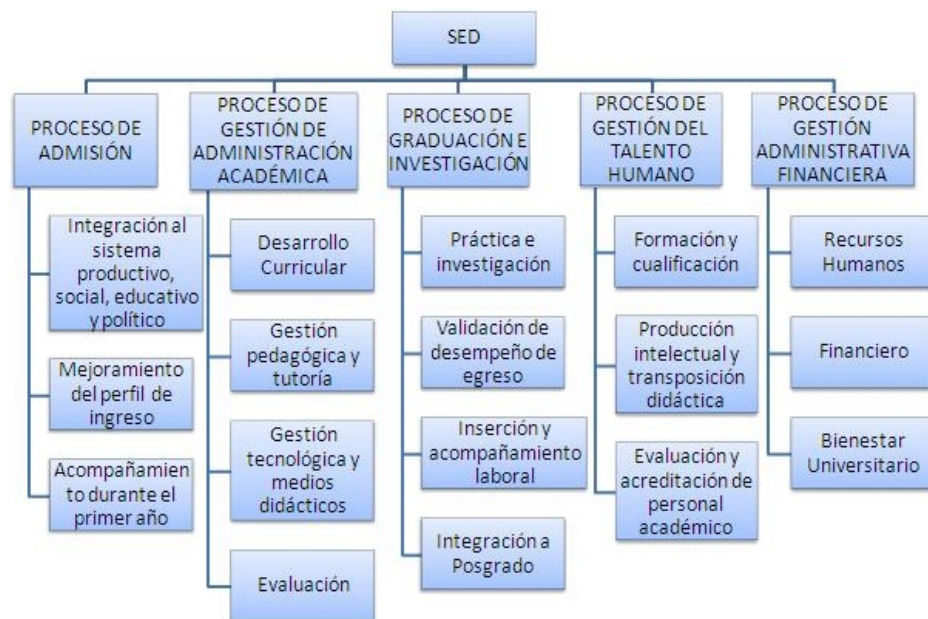 SED
PROCESO DE
ADMISIÓN
PROCESO DE
GESTIÓN DE
ADMINISTRACIÓN
ACADÉMICA
PROCESO DE
GRADUACIÓN E
INVESTIGACIÓN
PROCESO DE
GESTIÓN DEL
TALENTO
HUMANO
PROCESO DE
GESTIÓN
ADMINISTRATIVA
FINANCIERA
Integración al
sistema
productivo,
social, educativo
y político
Mejoramiento
del perfil de
ingreso
Acompañamien
to durante el
primer año
Desarrollo
Curricular
Gestión
pedagógica y
tutoría
Gestión
tecnológica y
medios
didácticos
Evaluación
Práctica e
investigación
Validación de
desempeño de
egreso
Inserción y
acompañamiento
laboral
Integración a
Posgrado
Formación y
cualificación
Producción
intelectual y
transposición
didáctica
Evaluación y
acreditación de
personal
académico
Recursos
Humanos
Financiero
Bienestar
Universitario